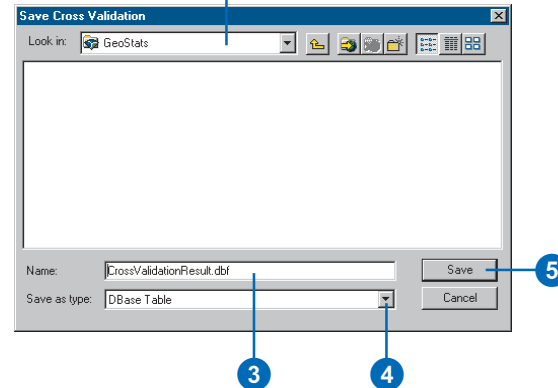 Save Cross Validation
Look in: GeoStats
Name: CrossValidationResult.dbf Save
Save as type: DBase Table Cancel
5
3 4